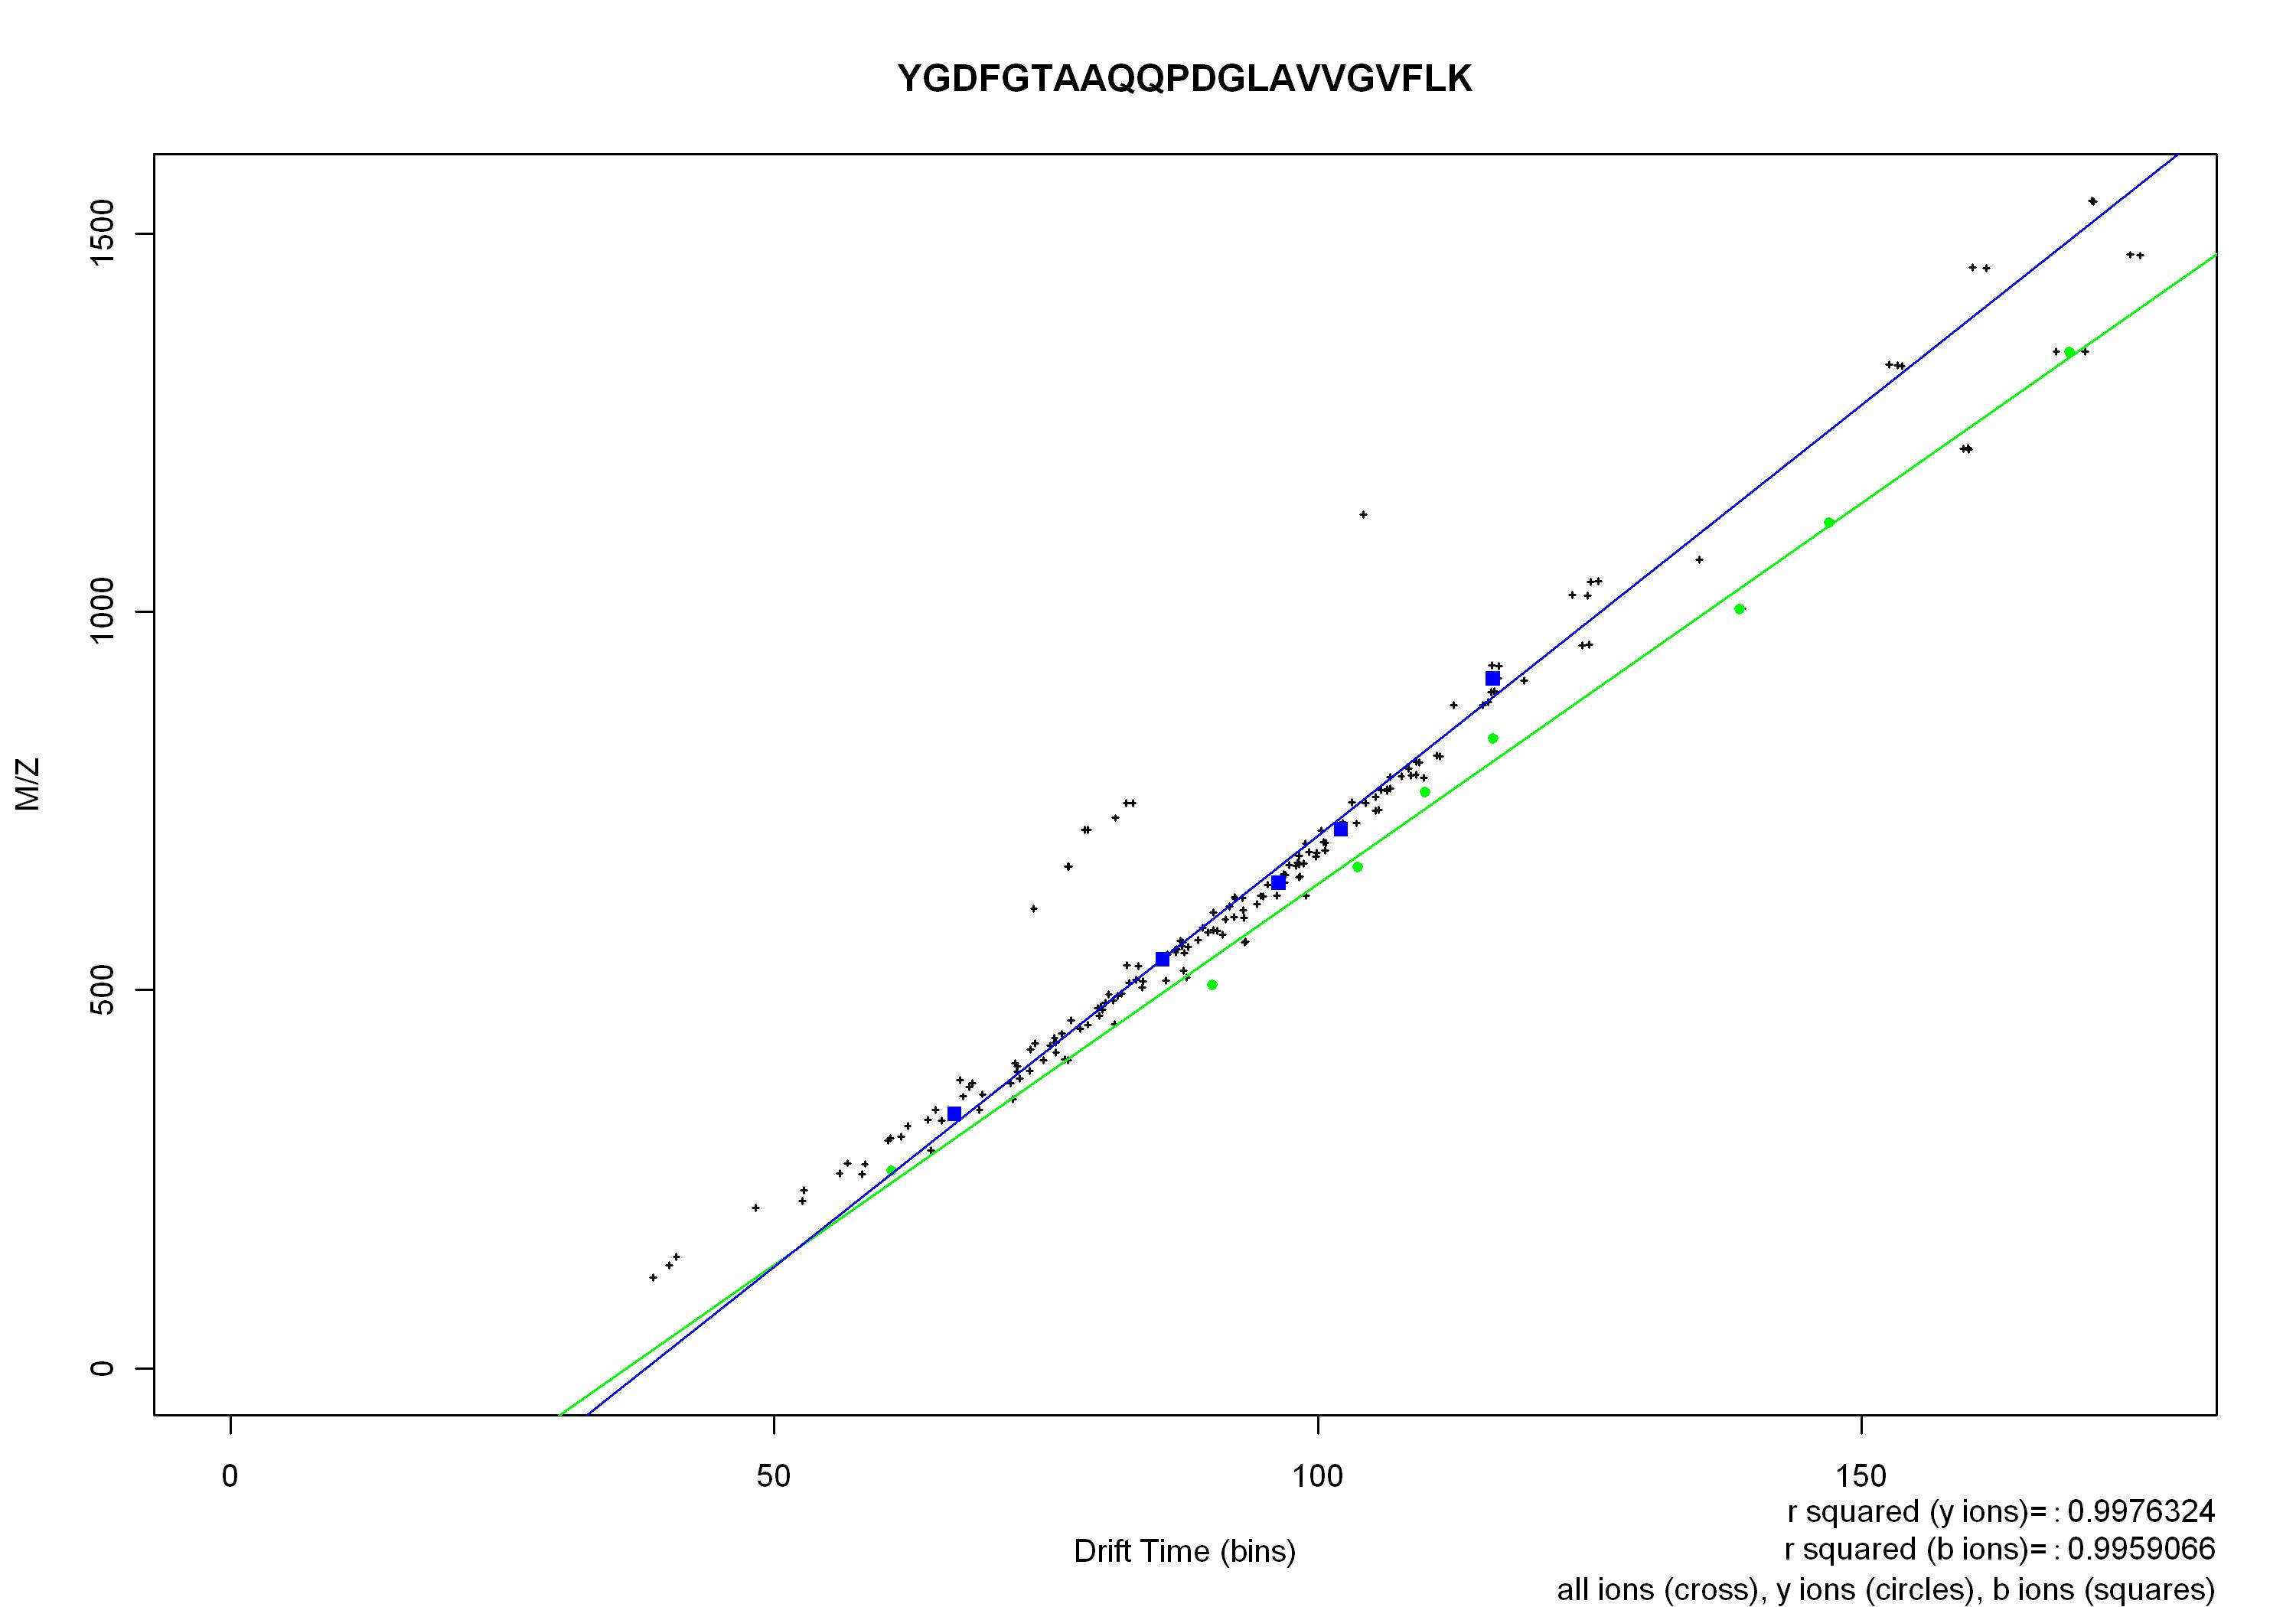 YGDFGTAAQQPDGLAVVGVFLK
1500
1000
500
0
M/Z
0 50 100 150
Drift Time (bins)
r squared (y ions)= : 0.9976324
r squared (b ions)= : 0.9959066
all ions (cross), y ions (circles), b ions (squares)